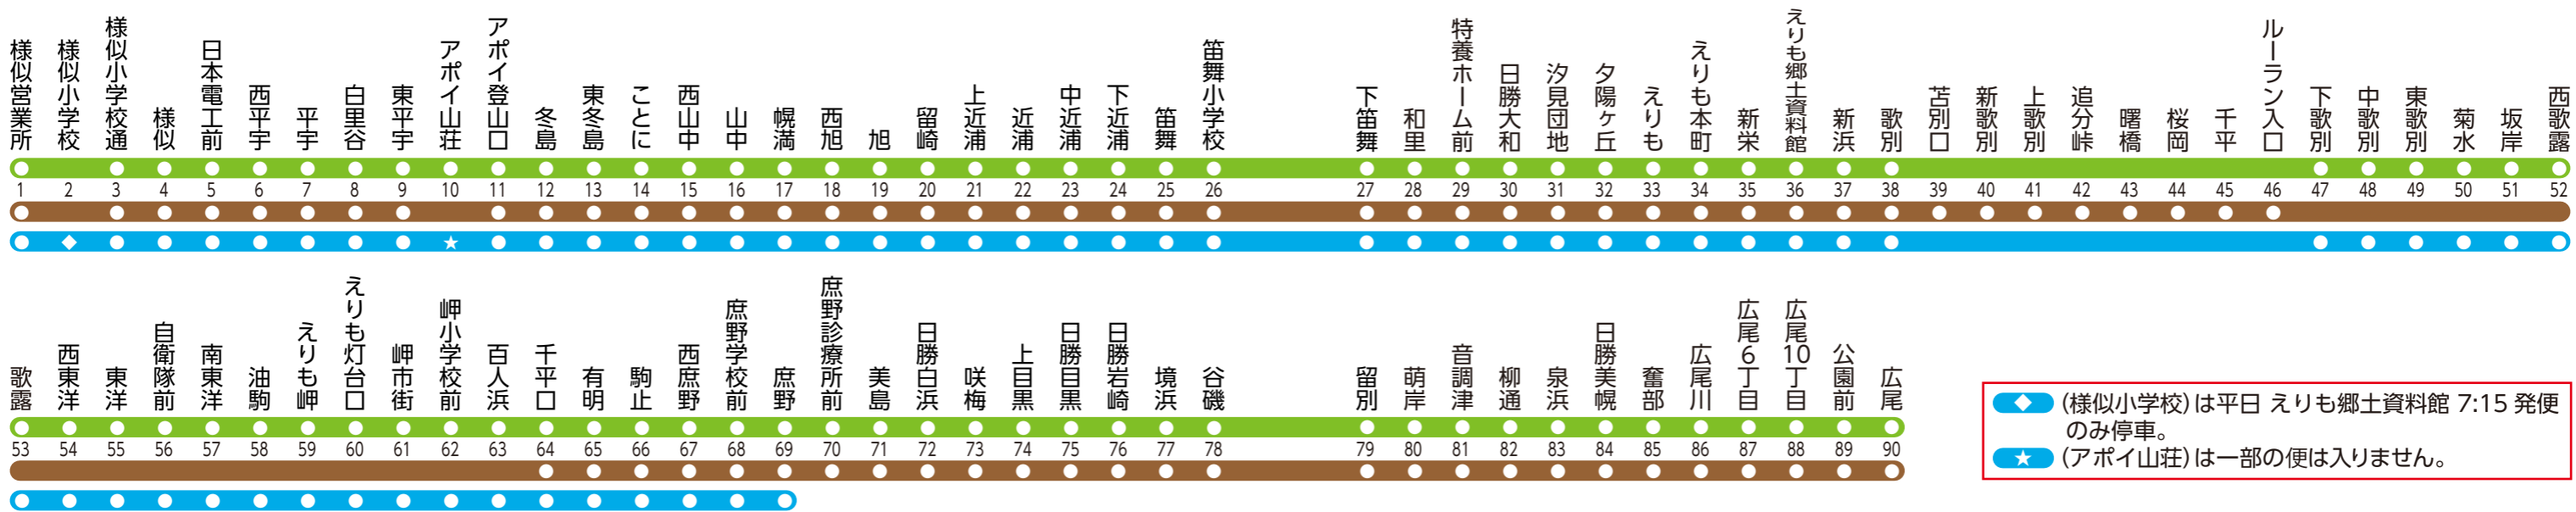 様似営業所
様似小学校
様似小学校通
様似
日本電工前
西平宇
平宇
白里谷
東平宇
アポイ山荘
アポイ登山口
冬島
東冬島
ことに
西山中
山中
幌満
西旭
旭
留崎
上近浦
近浦
中近浦
下近浦
笛舞
笛舞小学校
下笛舞
和里
特養ホーム前
日勝大和
汐見団地
夕陽ヶ丘
えりも
えりも本町
新栄
えりも郷土資料館
新浜
歌別
苫別口
新歌別
上歌別
追分峠
曙橋
桜岡
千平
ルーラン入口
下歌別
中歌別
東歌別
菊水
坂岸
西歌露
1 2 3 4 5 6 7 8 9 10 11 12 13 14 15 16 17 18 19 20 21 22 23 24 25 26 27 28 29 30 31 32 33 34 35 36 37 38 39 40 41 42 43 44 45 46 47 48 49 50 51 52
歌露
西東洋
東洋
自衛隊前
南東洋
油駒
えりも岬
えりも灯台口
岬市街
岬小学校前
百人浜
千平口
有明
駒止
西庶野
庶野学校前
庶野
庶野診療所前
美島
日勝白浜
咲梅
上目黒
日勝目黒
日勝岩崎
境浜
谷磯
留別
萌岸
音調津
柳通
泉浜
日勝美幌
奮部
広尾川
広尾6丁目
広尾10丁目
公園前
広尾
53 54 55 56 57 58 59 60 61 62 63 64 65 66 67 68 69 70 71 72 73 74 75 76 77 78 79 80 81 82 83 84 85 86 87 88 89 90
(様似小学校)は平日 えりも郷土資料館 7:15 発便
のみ停車。
(アポイ山荘)は一部の便は入りません。